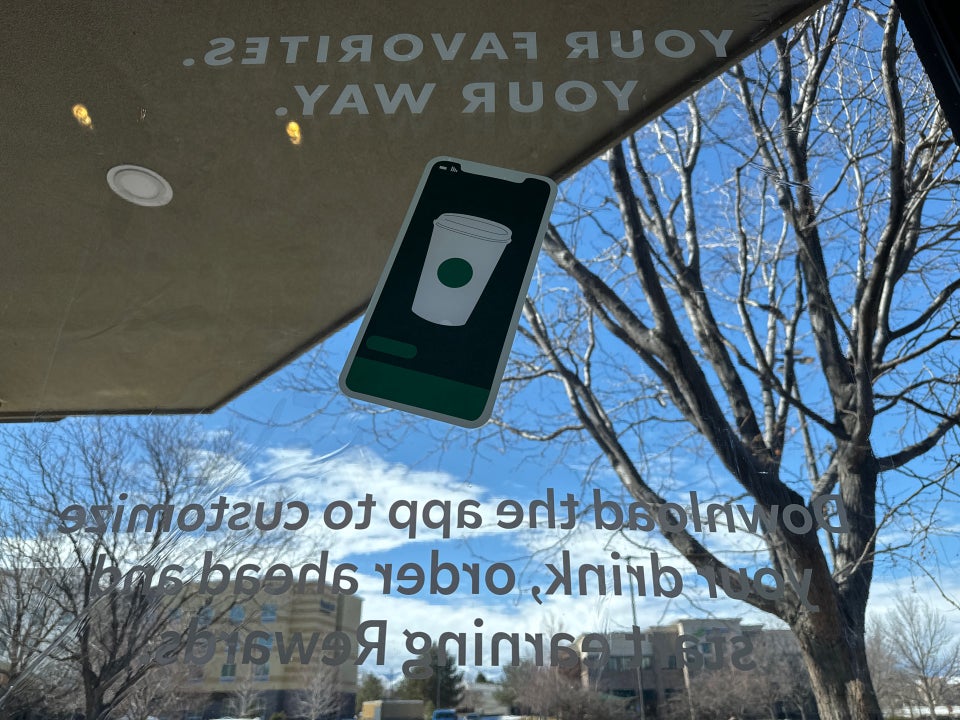 YOUR FAVORITES.
YOUR WAY.
Download the app to customize
your drink, order ahead and
start earning Rewards.